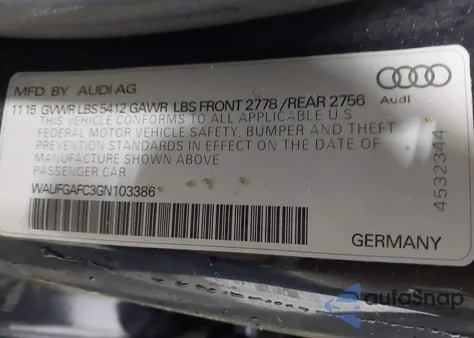 MFD. BY AUDI AG
11 15 GVWR LBS 5412 GAWR LBS FRONT 2778 / REAR 2756
THIS VEHICLE CONFORMS TO ALL APPLICABLE U S
FEDERAL MOTOR VEHICLE SAFETY, BUMPER AND THEFT
PREVENTION STANDARDS IN EFFECT ON THE DATE OF
MANUFACTURE SHOWN ABOVE
PASSENGER CAR
WAUFGAFC3GN103386
Audi
4532344
GERMANY
autoSnap